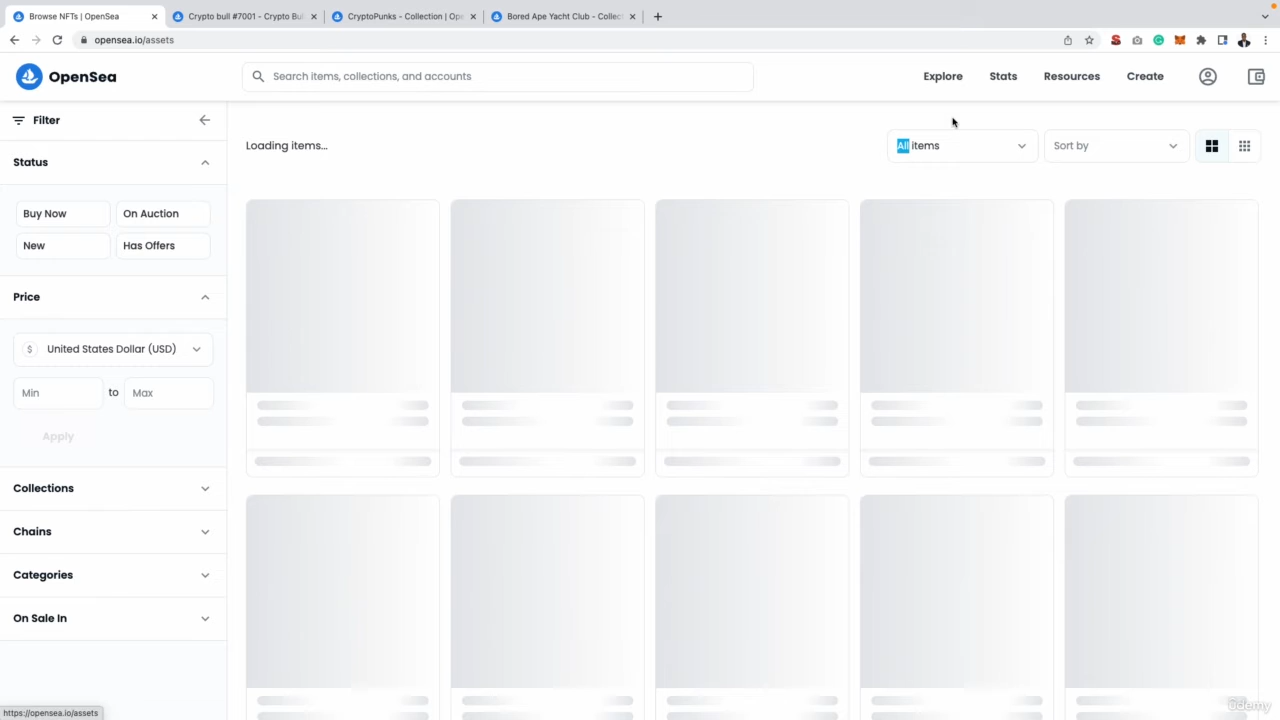 Browse NFTs | OpenSea
Crypto bull #7001 - Crypto Bul
CryptoPunks - Collection | Ope
Bored Ape Yacht Club - Collect
opensea.io/assets
OpenSea
Search items, collections, and accounts
Explore
Stats
Resources
Create
Filter
Loading items...
All items
Sort by
Status
Buy Now
On Auction
New
Has Offers
Price
$ United States Dollar (USD)
Min to Max
Apply
Collections
Chains
Categories
On Sale In
https://opensea.io/assets
ûdemy